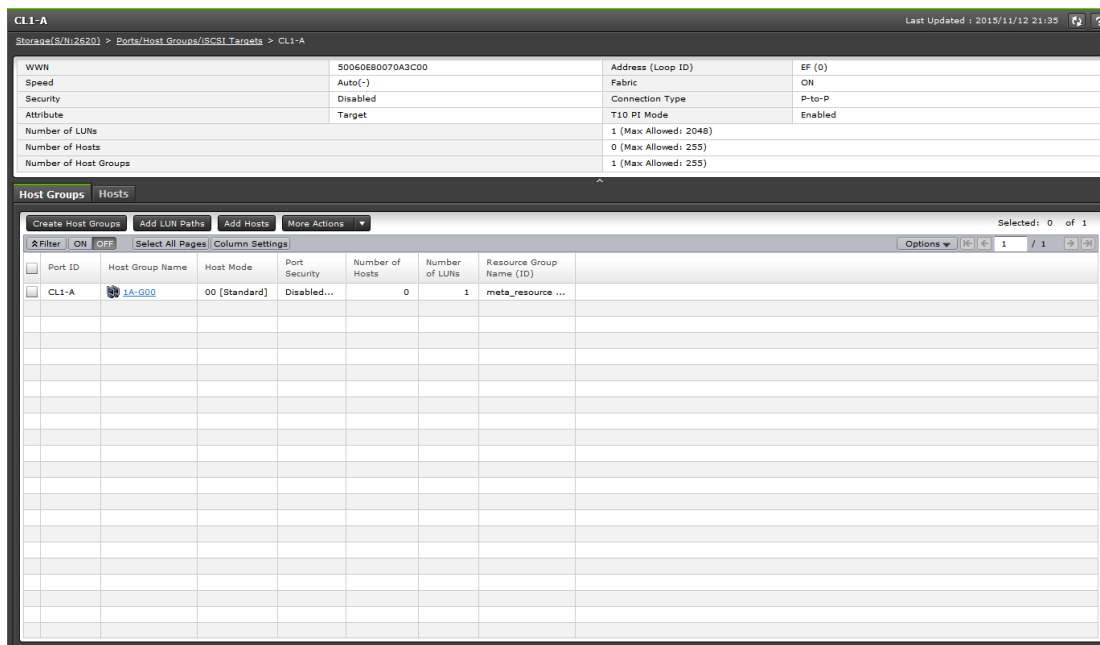 CL1-A Last Updated : 2015/11/12 21:35
Storage(S/N:2620) > Ports/Host Groups/iSCSI Targets > CL1-A
WWN 50060E80070A3C00 Address (Loop ID) EF (0)
Speed Auto(-) Fabric ON
Security Disabled Connection Type P-to-P
Attribute Target T10 PI Mode Enabled
Number of LUNs 1 (Max Allowed: 2048)
Number of Hosts 0 (Max Allowed: 255)
Number of Host Groups 1 (Max Allowed: 255)
Host Groups Hosts
Create Host Groups Add LUN Paths Add Hosts More Actions Selected: 0 of 1
Filter ON OFF Select All Pages Column Settings Options 1 / 1
Port ID Host Group Name Host Mode Port Security Number of Hosts Number of LUNs Resource Group Name (ID)
CL1-A 1A-G00 00 [Standard] Disabled... 0 1 meta_resource ...